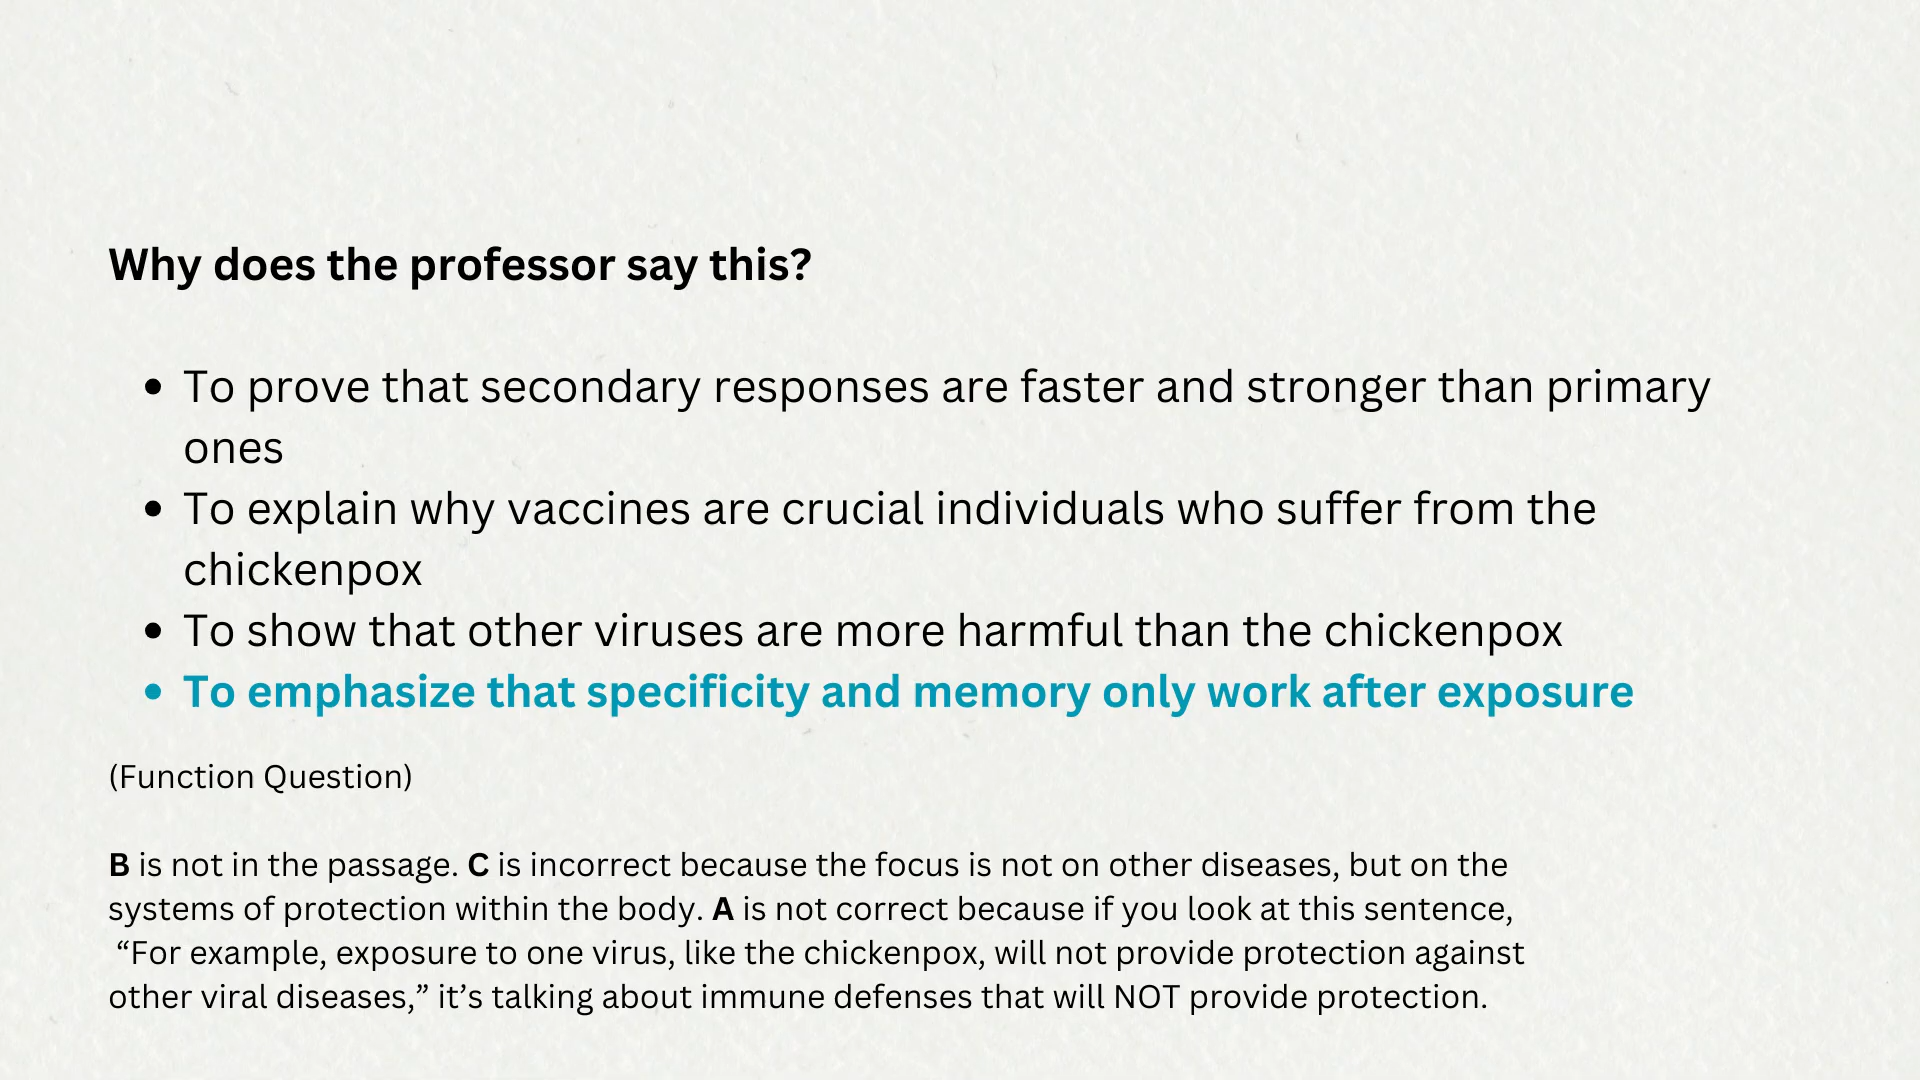 Why does the professor say this?
• To prove that secondary responses are faster and stronger than primary
ones
• To explain why vaccines are crucial individuals who suffer from the
chickenpox
• To show that other viruses are more harmful than the chickenpox
• To emphasize that specificity and memory only work after exposure
(Function Question)
B is not in the passage. C is incorrect because the focus is not on other diseases, but on the
systems of protection within the body. A is not correct because if you look at this sentence,
“For example, exposure to one virus, like the chickenpox, will not provide protection against
other viral diseases,” it’s talking about immune defenses that will NOT provide protection.